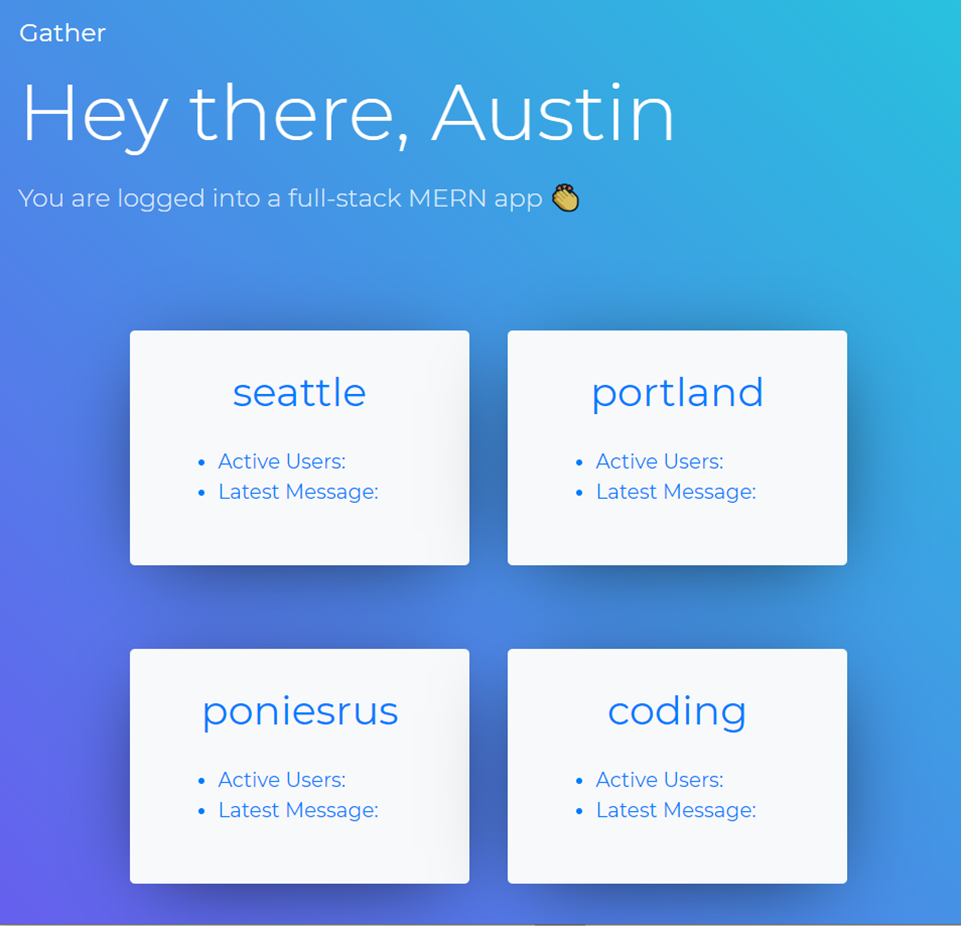 Gather
Hey there, Austin
You are logged into a full-stack MERN app 👏
seattle
• Active Users:
• Latest Message:
portland
• Active Users:
• Latest Message:
poniesrus
• Active Users:
• Latest Message:
coding
• Active Users:
• Latest Message: